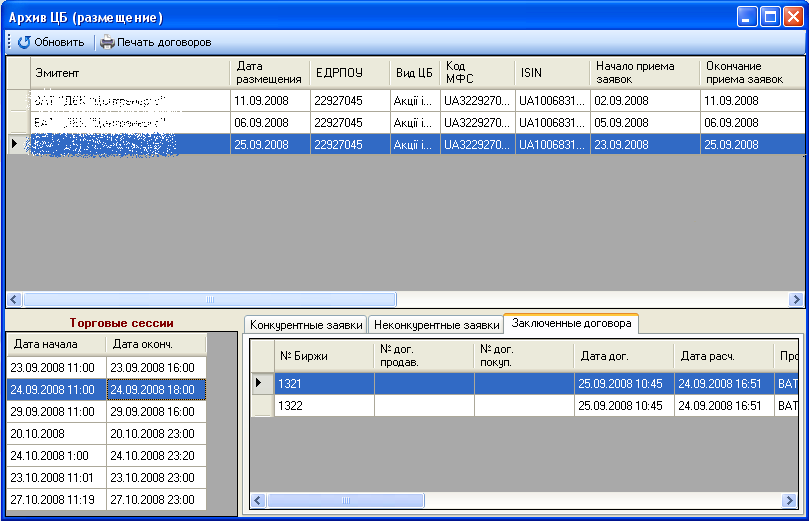 Архив ЦБ (размещение)
Обновить Печать договоров
Эмитент Дата размещения ЕДРПОУ Вид ЦБ Код МФС ISIN Начало приема заявок Окончание приема заявок
11.09.2008 22927045 Акції і... UA3229270... UA1006831... 02.09.2008 11.09.2008
06.09.2008 22927045 Акції і... UA3229270... UA1006831... 05.09.2008 06.09.2008
25.09.2008 22927045 Акції і... UA3229270... UA1006831... 23.09.2008 25.09.2008
Торговые сессии
Дата начала Дата оконч.
23.09.2008 11:00 23.09.2008 16:00
24.09.2008 11:00 24.09.2008 18:00
29.09.2008 11:00 29.09.2008 16:00
20.10.2008 20.10.2008 23:00
24.10.2008 1:00 24.10.2008 23:20
23.10.2008 11:01 23.10.2008 23:00
27.10.2008 11:19 27.10.2008 23:00
Конкурентные заявки Неконкурентные заявки Заключенные договора
№ Биржи № дог. продав. № дог. покуп. Дата дог. Дата расч. Про
1321 25.09.2008 10:45 24.09.2008 16:51 ВАТ
1322 25.09.2008 10:45 24.09.2008 16:51 ВАТ